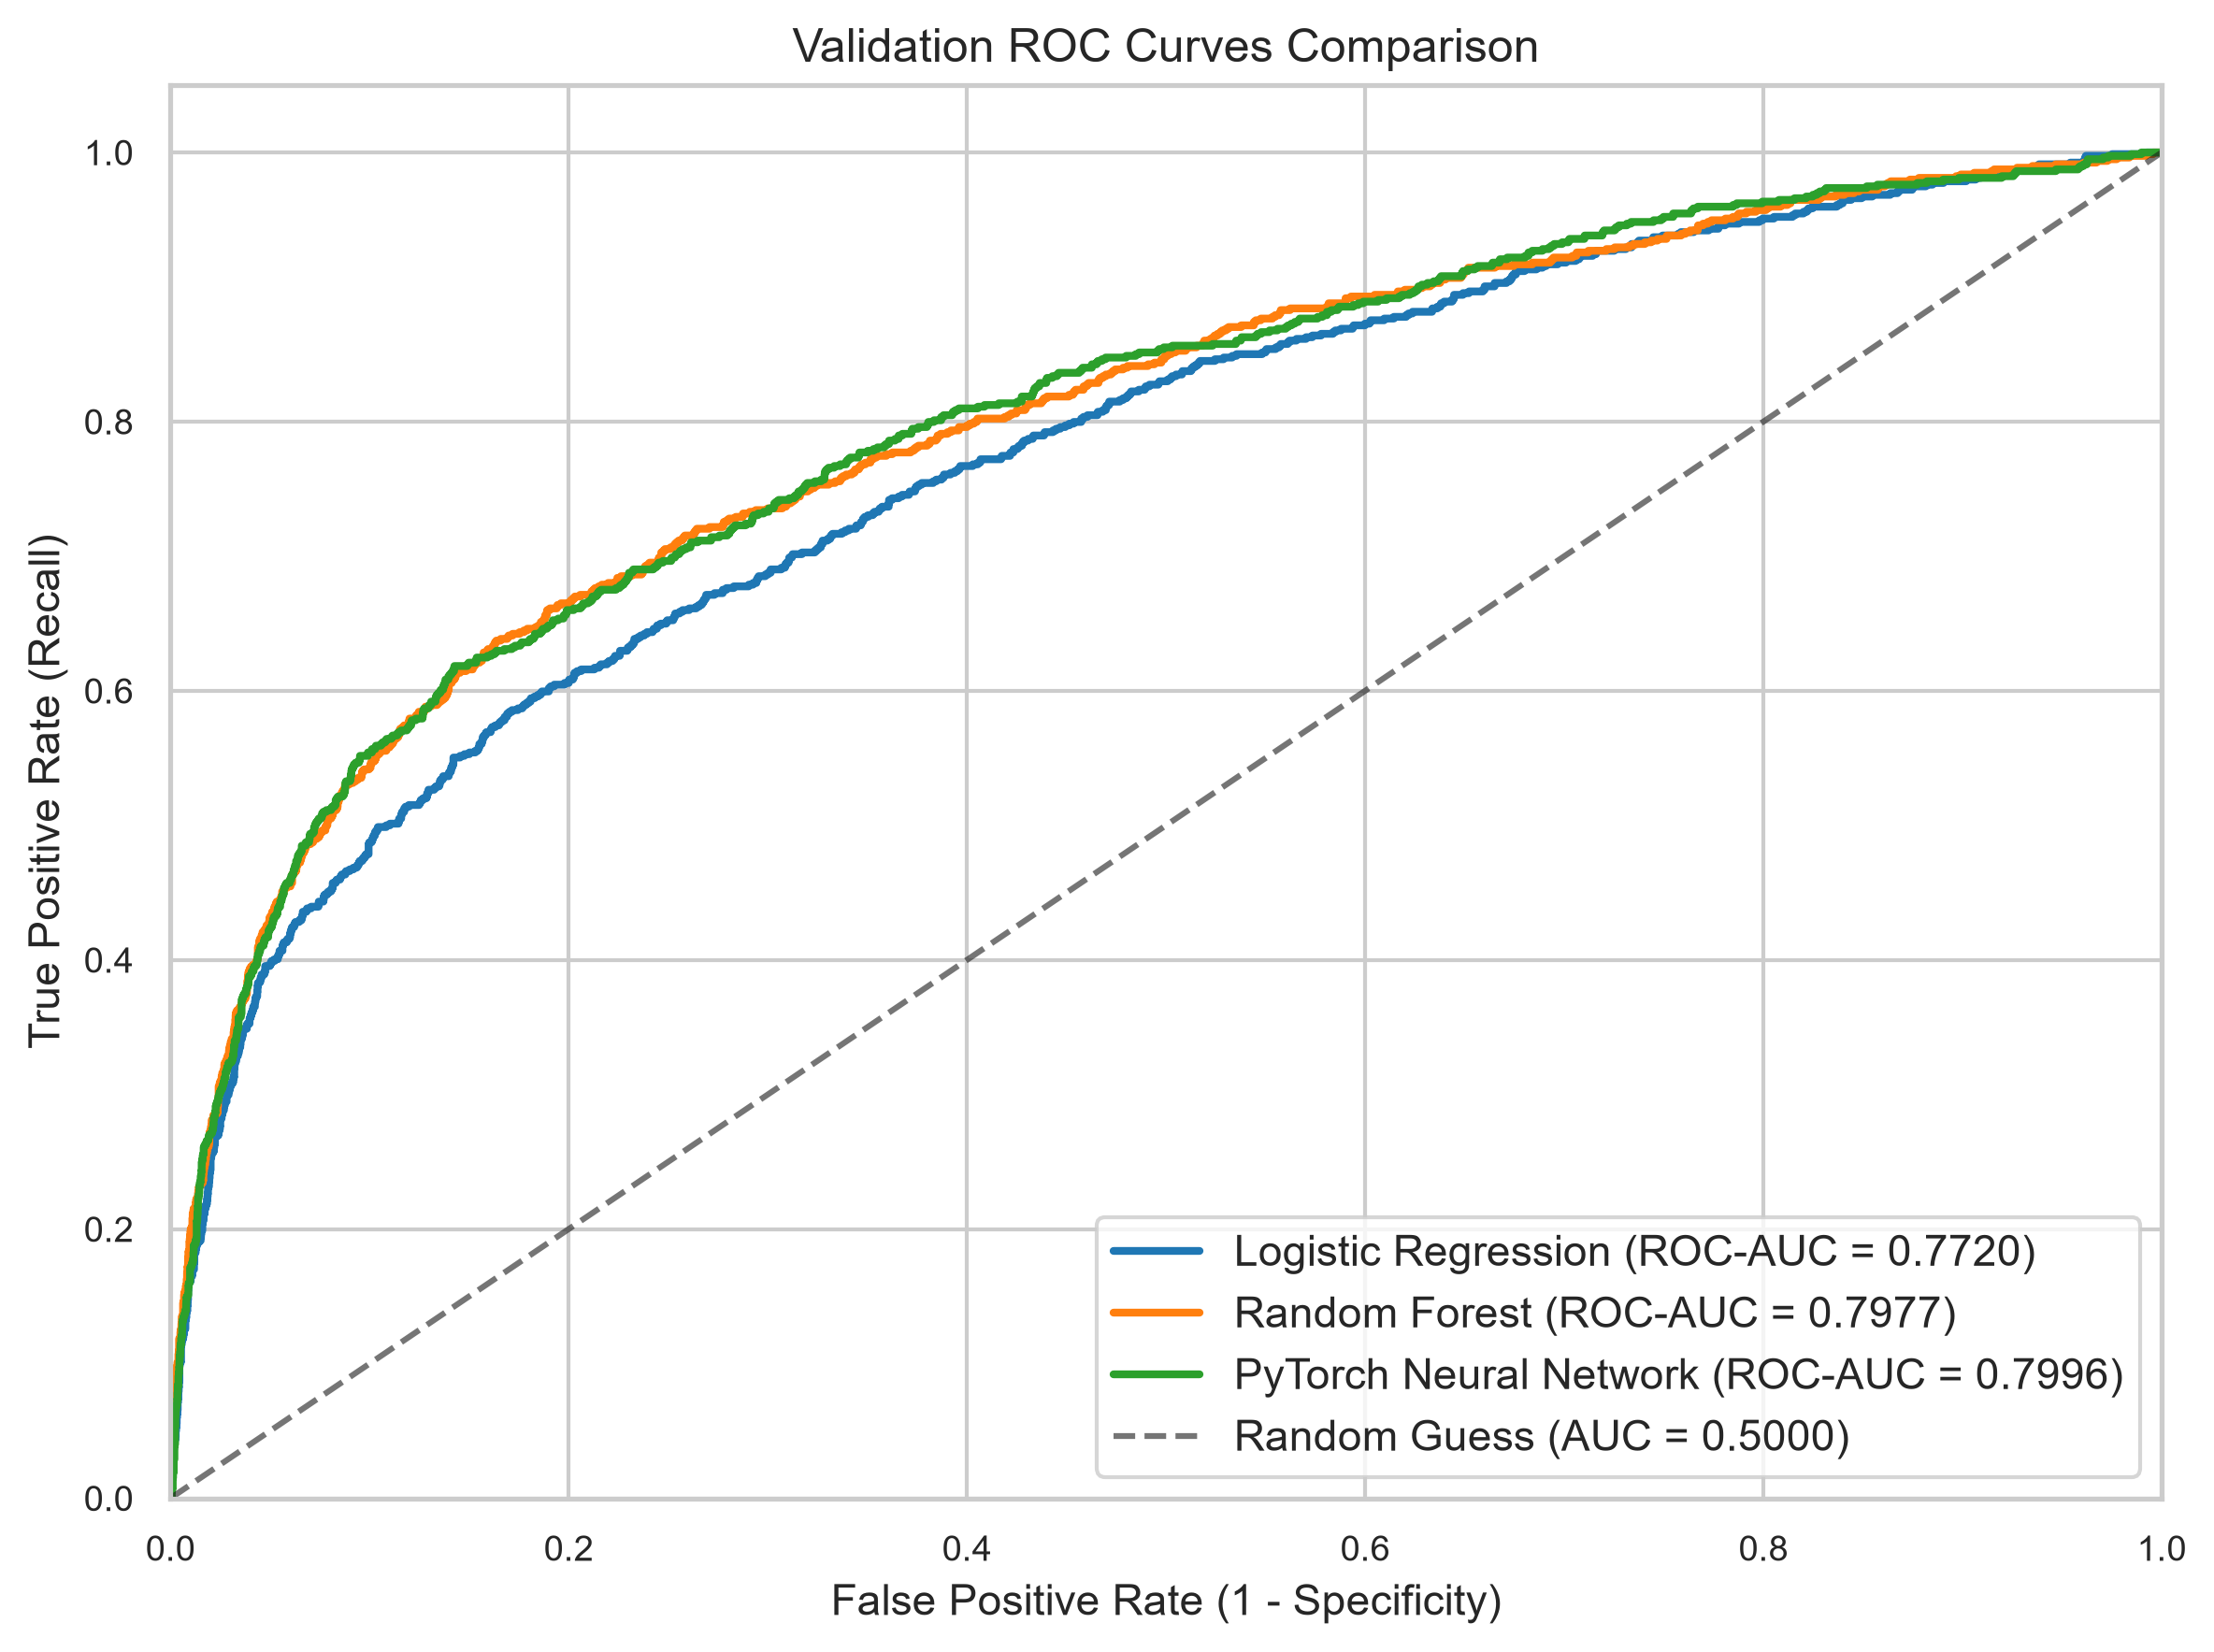 Validation ROC Curves Comparison
True Positive Rate (Recall)
1.0
0.8
0.6
0.4
0.2
0.0
Logistic Regression (ROC-AUC = 0.7720)
Random Forest (ROC-AUC = 0.7977)
PyTorch Neural Network (ROC-AUC = 0.7996)
Random Guess (AUC = 0.5000)
0.0 0.2 0.4 0.6 0.8 1.0
False Positive Rate (1 - Specificity)